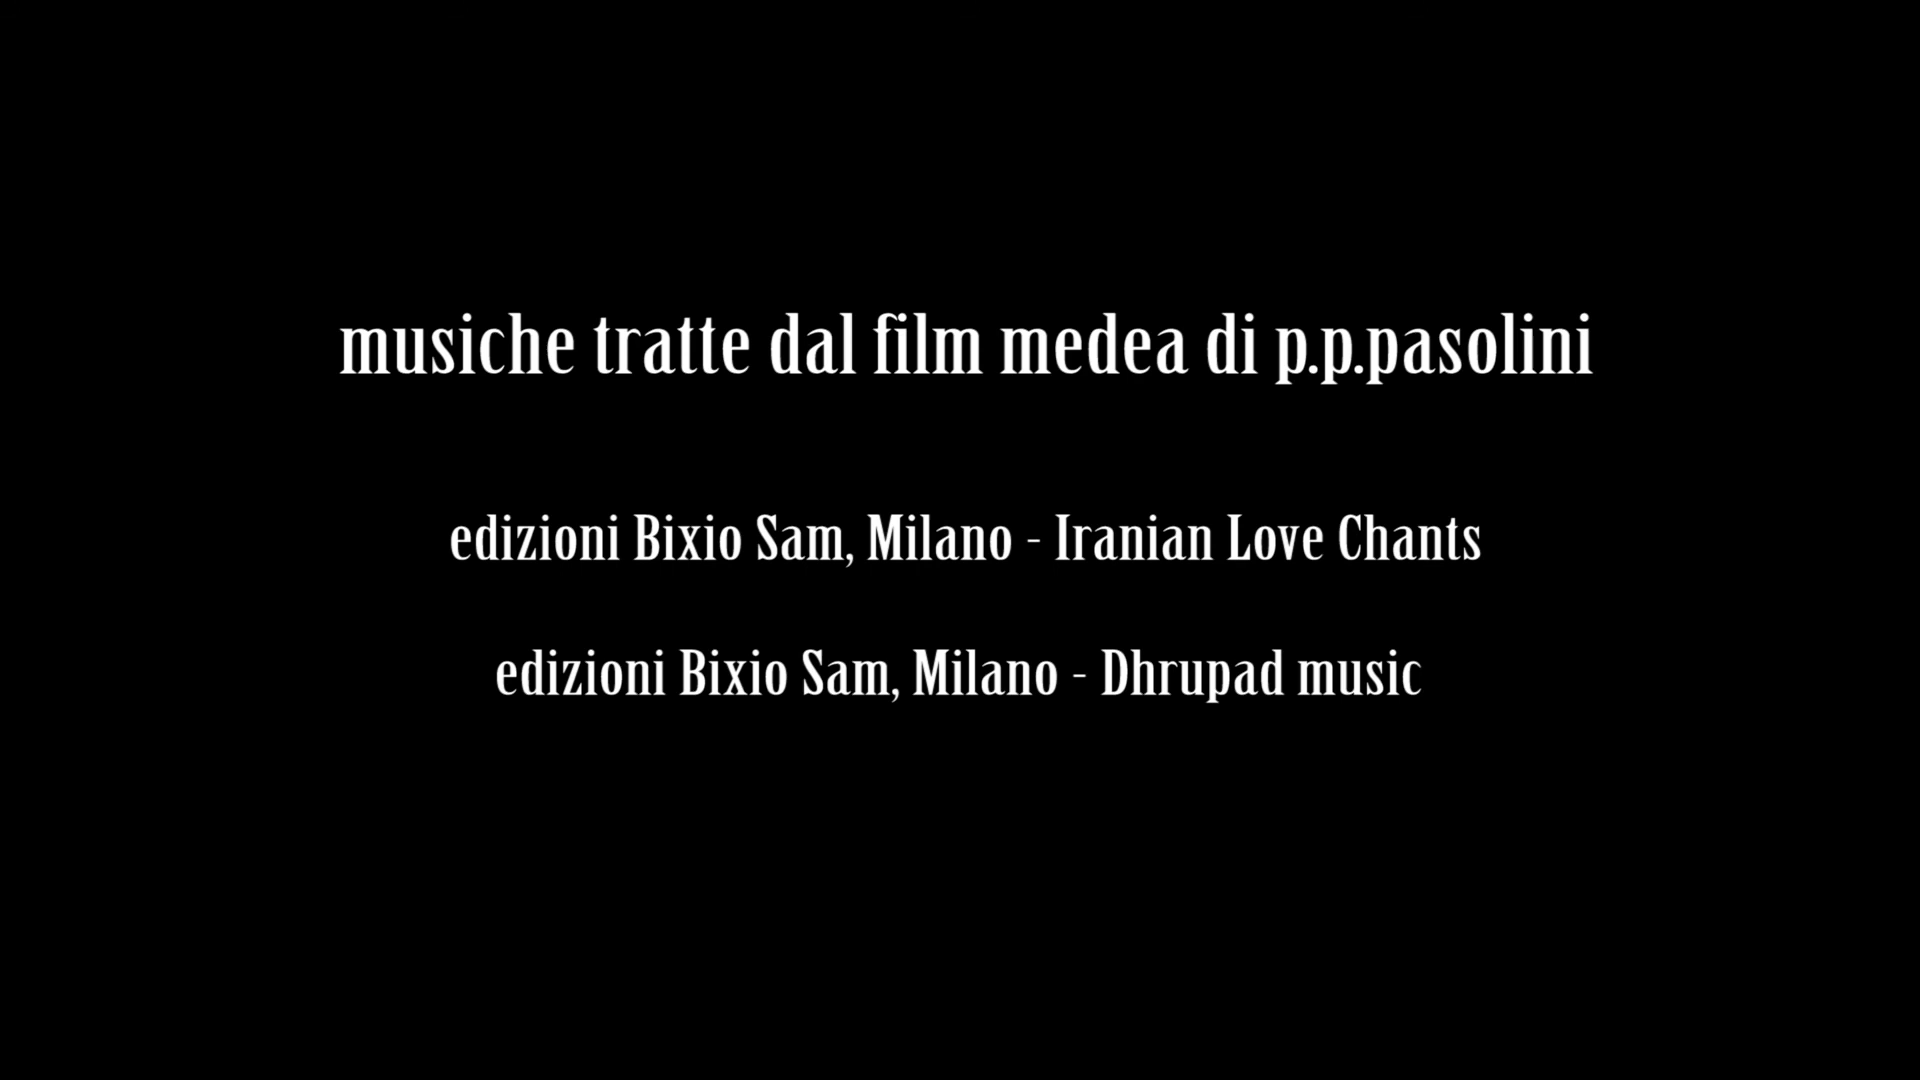 musiche tratte dal film medea di p.p.pasolini
edizioni Bixio Sam, Milano - Iranian Love Chants
edizioni Bixio Sam, Milano - Dhrupad music